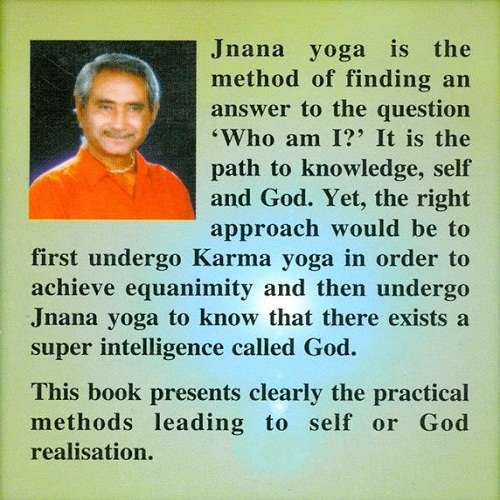 Jnana yoga is the
method of finding an
answer to the question
‘Who am I?’ It is the
path to knowledge, self
and God. Yet, the right
approach would be to
first undergo Karma yoga in order to
achieve equanimity and then undergo
Jnana yoga to know that there exists a
super intelligence called God.
This book presents clearly the practical
methods leading to self or God
realisation.